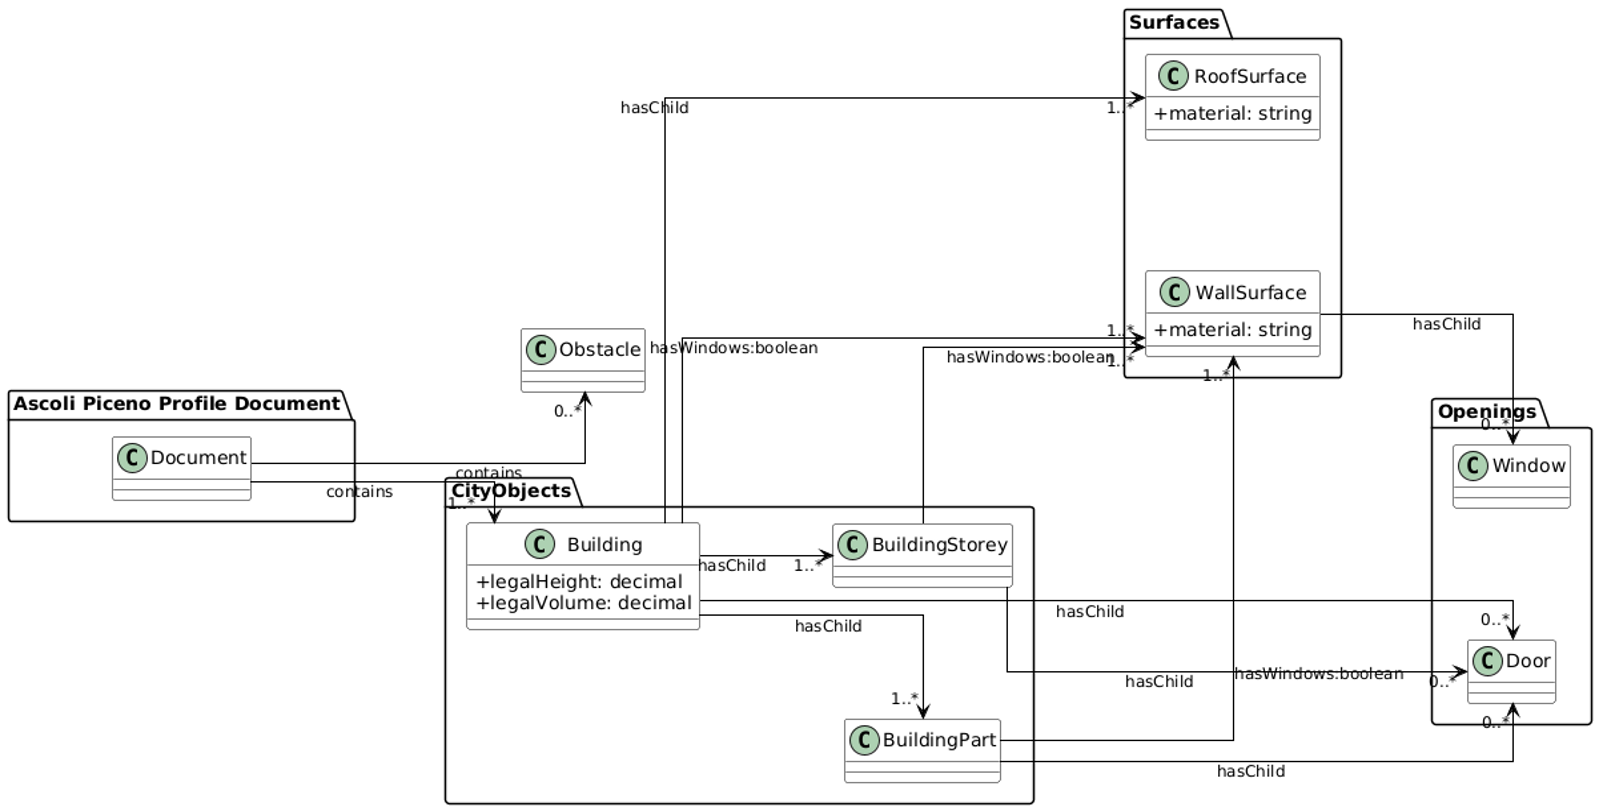 Surfaces
C RoofSurface
+material: string
hasChild
1..*
C WallSurface
+material: string
hasChild
1..*
hasWindows:boolean
hasWindows:boolean
1..*
1..*
C Obstacle
0..*
Ascoli Piceno Profile Document
C Document
contains
contains
1..*
Openings
0..*
C Window
CityObjects
C Building
+legalHeight: decimal
+legalVolume: decimal
hasChild
1..*
C BuildingStorey
hasChild
0..*
hasChild
C Door
hasChild
hasWindows:boolean
0..*
1..*
0..*
C BuildingPart
hasChild